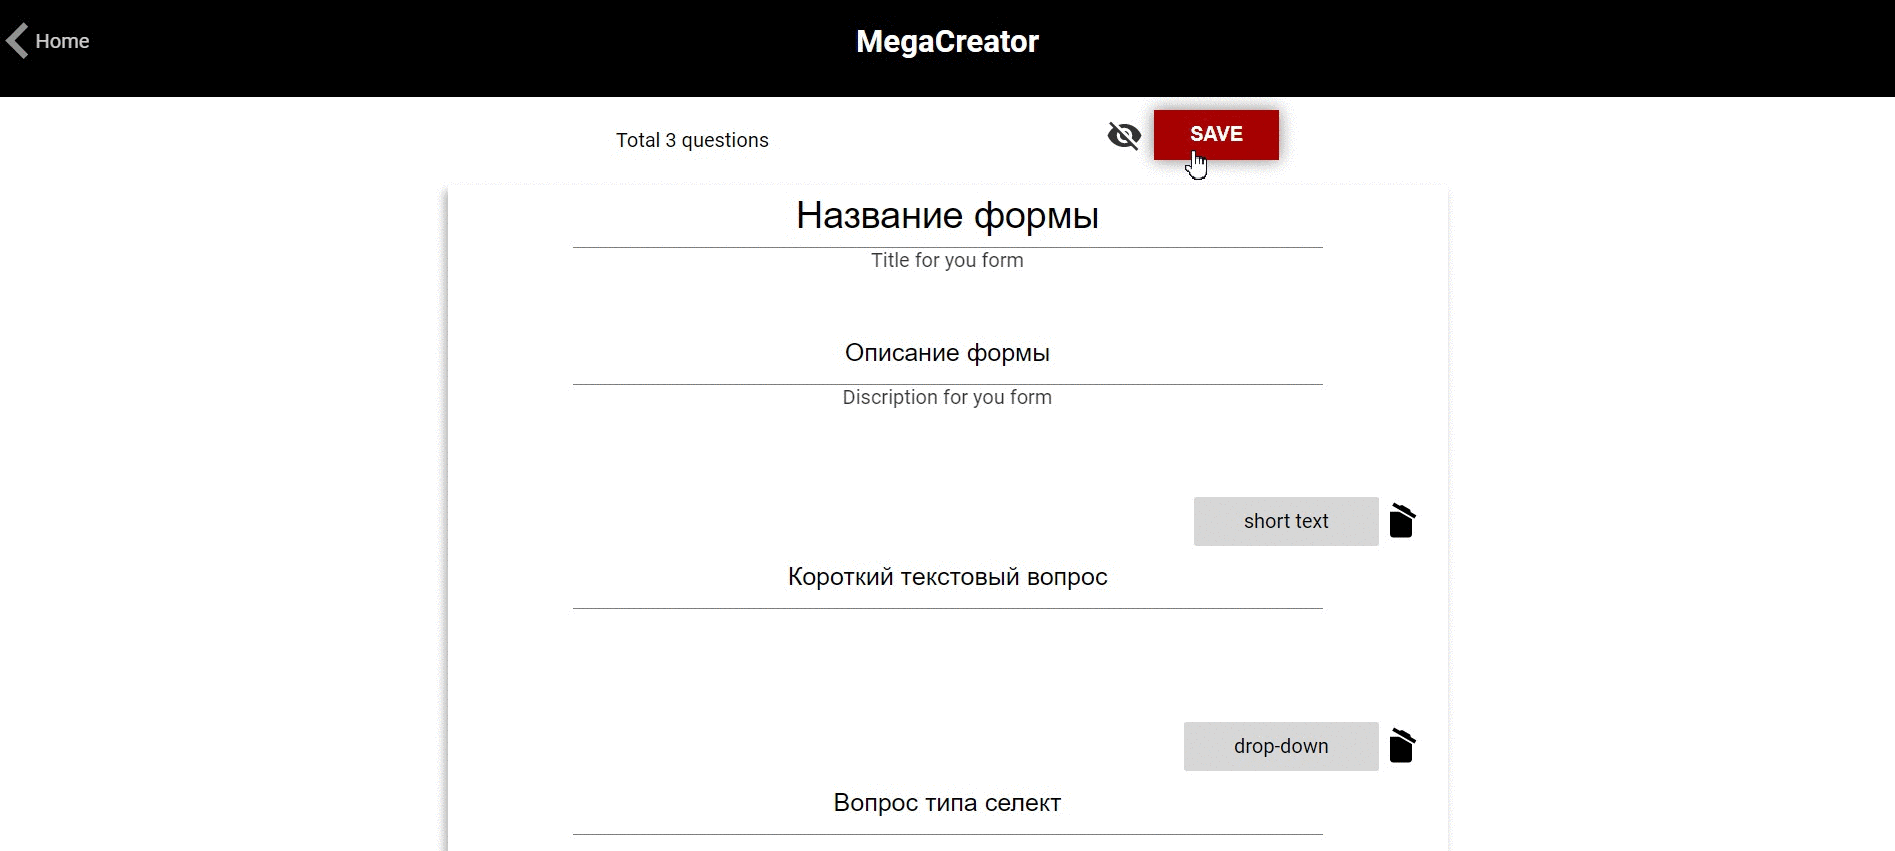 Home
MegaCreator
Total 3 questions
SAVE
Название формы
Title for you form
Описание формы
Discription for you form
short text
Короткий текстовый вопрос
drop-down
Вопрос типа селект